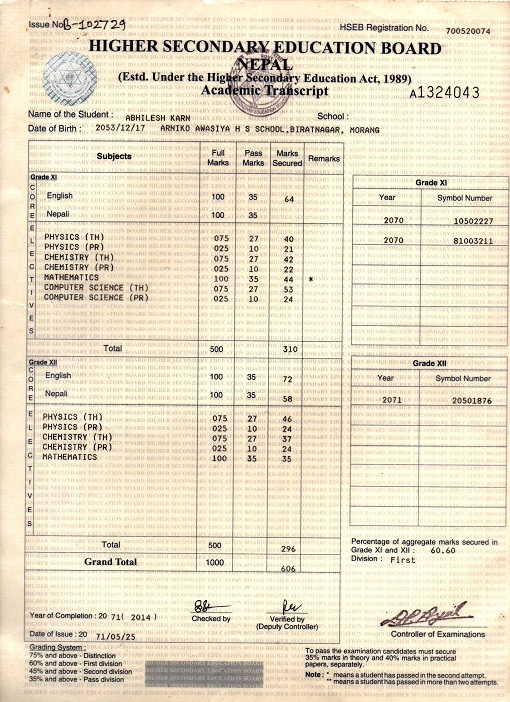 Issue No B-102729
HSEB Registration No. 700520074
HIGHER SECONDARY EDUCATION BOARD
NEPAL
(Estd. Under the Higher Secondary Education Act, 1989)
Academic Transcript
A1324043
Name of the Student : ABHILESH KARN School :
Date of Birth : 2053/12/17 ARNIKO AWASIYA H S SCHOOL,BIRATNAGAR, MORANG
Subjects Full Marks Pass Marks Marks Secured Remarks
Grade XI
CORE
English 100 35 64
Nepali 100 35
ELECTIVES
PHYSICS (TH) 075 27 40
PHYSICS (PR) 025 10 21
CHEMISTRY (TH) 075 27 42
CHEMISTRY (PR) 025 10 22
MATHEMATICS 100 35 44 *
COMPUTER SCIENCE (TH) 075 27 53
COMPUTER SCIENCE (PR) 025 10 24
Total 500 310
Grade XI
Year Symbol Number
2070 10502227
2070 81003211
Grade XII
CORE
English 100 35 72
Nepali 100 35 58
ELECTIVES
PHYSICS (TH) 075 27 46
PHYSICS (PR) 025 10 24
CHEMISTRY (TH) 075 27 37
CHEMISTRY (PR) 025 10 24
MATHEMATICS 100 35 35
Total 500 296
Grand Total 1000 606
Grade XII
Year Symbol Number
2071 20501876
Percentage of aggregate marks secured in
Grade XI and XII : 60.60
Division : First
Year of Completion : 20 71( 2014 )
Checked by
Verified by
(Deputy Controller)
Controller of Examinations
Date of Issue : 20 71/05/25
Grading System :
75% and above - Distinction
60% and above - First division
45% and above - Second division
35% and above - Pass division
To pass the examination candidates must secure
35% marks in theory and 40% marks in practical
papers, separately.
Note : * means a student has passed in the second attempt.
** means a student has passed in more than two attempts.